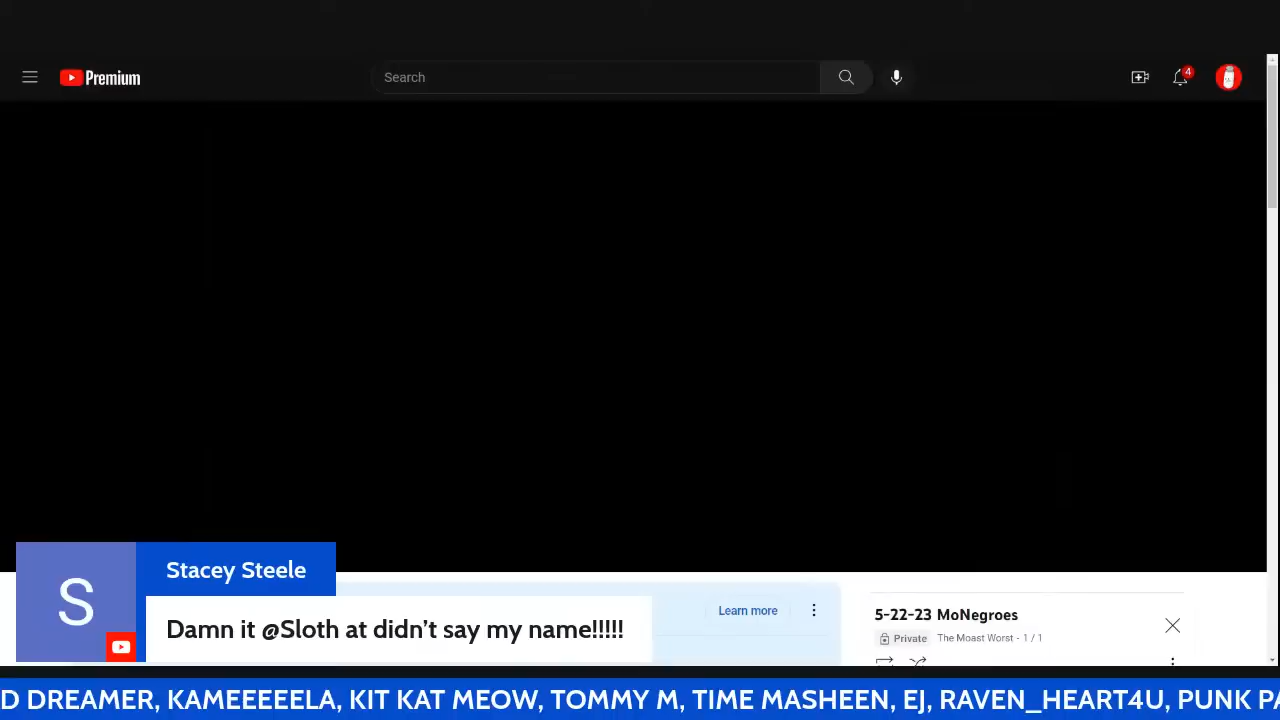 Premium
Search
4
Stacey Steele
S
Damn it @Sloth at didn't say my name!!!!!
Learn more
5-22-23 MoNegroes
Private The Moast Worst - 1 / 1
D DREAMER, KAMEEEEELA, KIT KAT MEOW, TOMMY M, TIME MASHEEN, EJ, RAVEN_HEART4U, PUNK PA